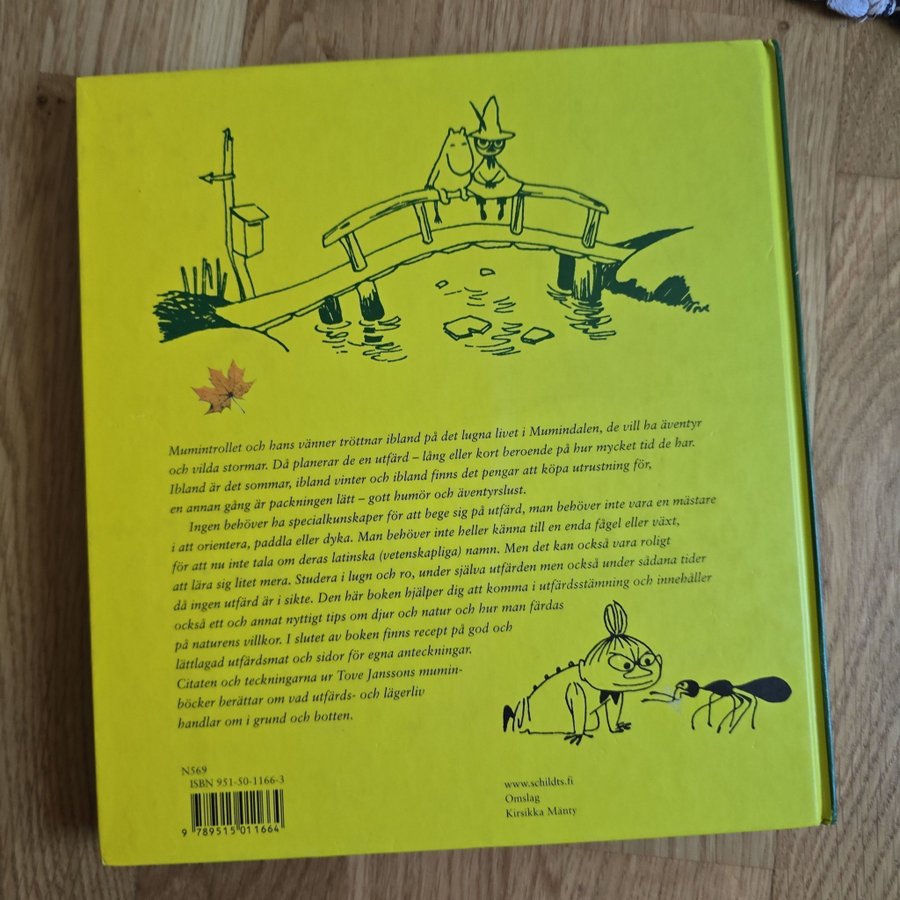 Mumintrollet och hans vänner tröttnar ibland på det lugna livet i Mumindalen, de vill ha äventyr
och vilda stormar. Då planerar de en utfärd – lång eller kort beroende på hur mycket tid de har.
Ibland är det sommar, ibland vinter och ibland finns det pengar att köpa utrustning för,
en annan gång är packningen lätt – gott humör och äventyrslust.
Ingen behöver ha specialkunskaper för att bege sig på utfärd, man behöver inte vara en mästare
i att orientera, paddla eller dyka. Man behöver inte heller känna till en enda fågel eller växt,
för att nu inte tala om deras latinska (vetenskapliga) namn. Men det kan också vara roligt
att lära sig litet mera. Studera i lugn och ro, under själva utfärden men också under sådana tider
då ingen utfärd är i sikte. Den här boken hjälper dig att komma i utfärdsstämning och innehåller
också ett och annat nyttigt tips om djur och natur och hur man färdas
på naturens villkor. I slutet av boken finns recept på god och
lättlagad utfärdsmat och sidor för egna anteckningar.
Citaten och teckningarna ur Tove Janssons mumin-
böcker berättar om vad utfärds- och lägerliv
handlar om i grund och botten.
N569
ISBN 951-50-1166-3
9 789515 011664
www.schildts.fi
Omslag
Kirsikka Mänty